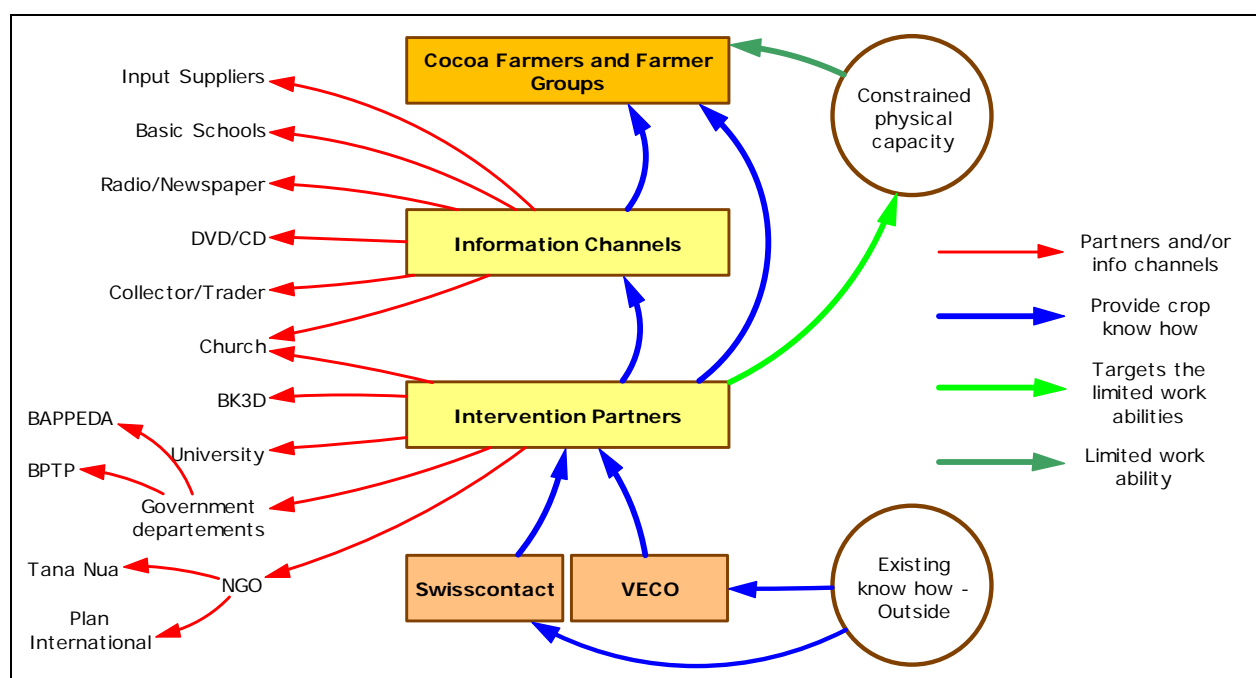 Cocoa Farmers and Farmer
Groups
Constrained
physical
capacity
Input Suppliers
Basic Schools
Radio/Newspaper
DVD/CD
Collector/Trader
Church
Information Channels
BK3D
University
Government
departements
NGO
BAPPEDA
BPTP
Tana Nua
Plan
International
Intervention Partners
Swisscontact
VECO
Existing
know how -
Outside
Partners and/or
info channels
Provide crop
know how
Targets the
limited work
abilities
Limited work
ability